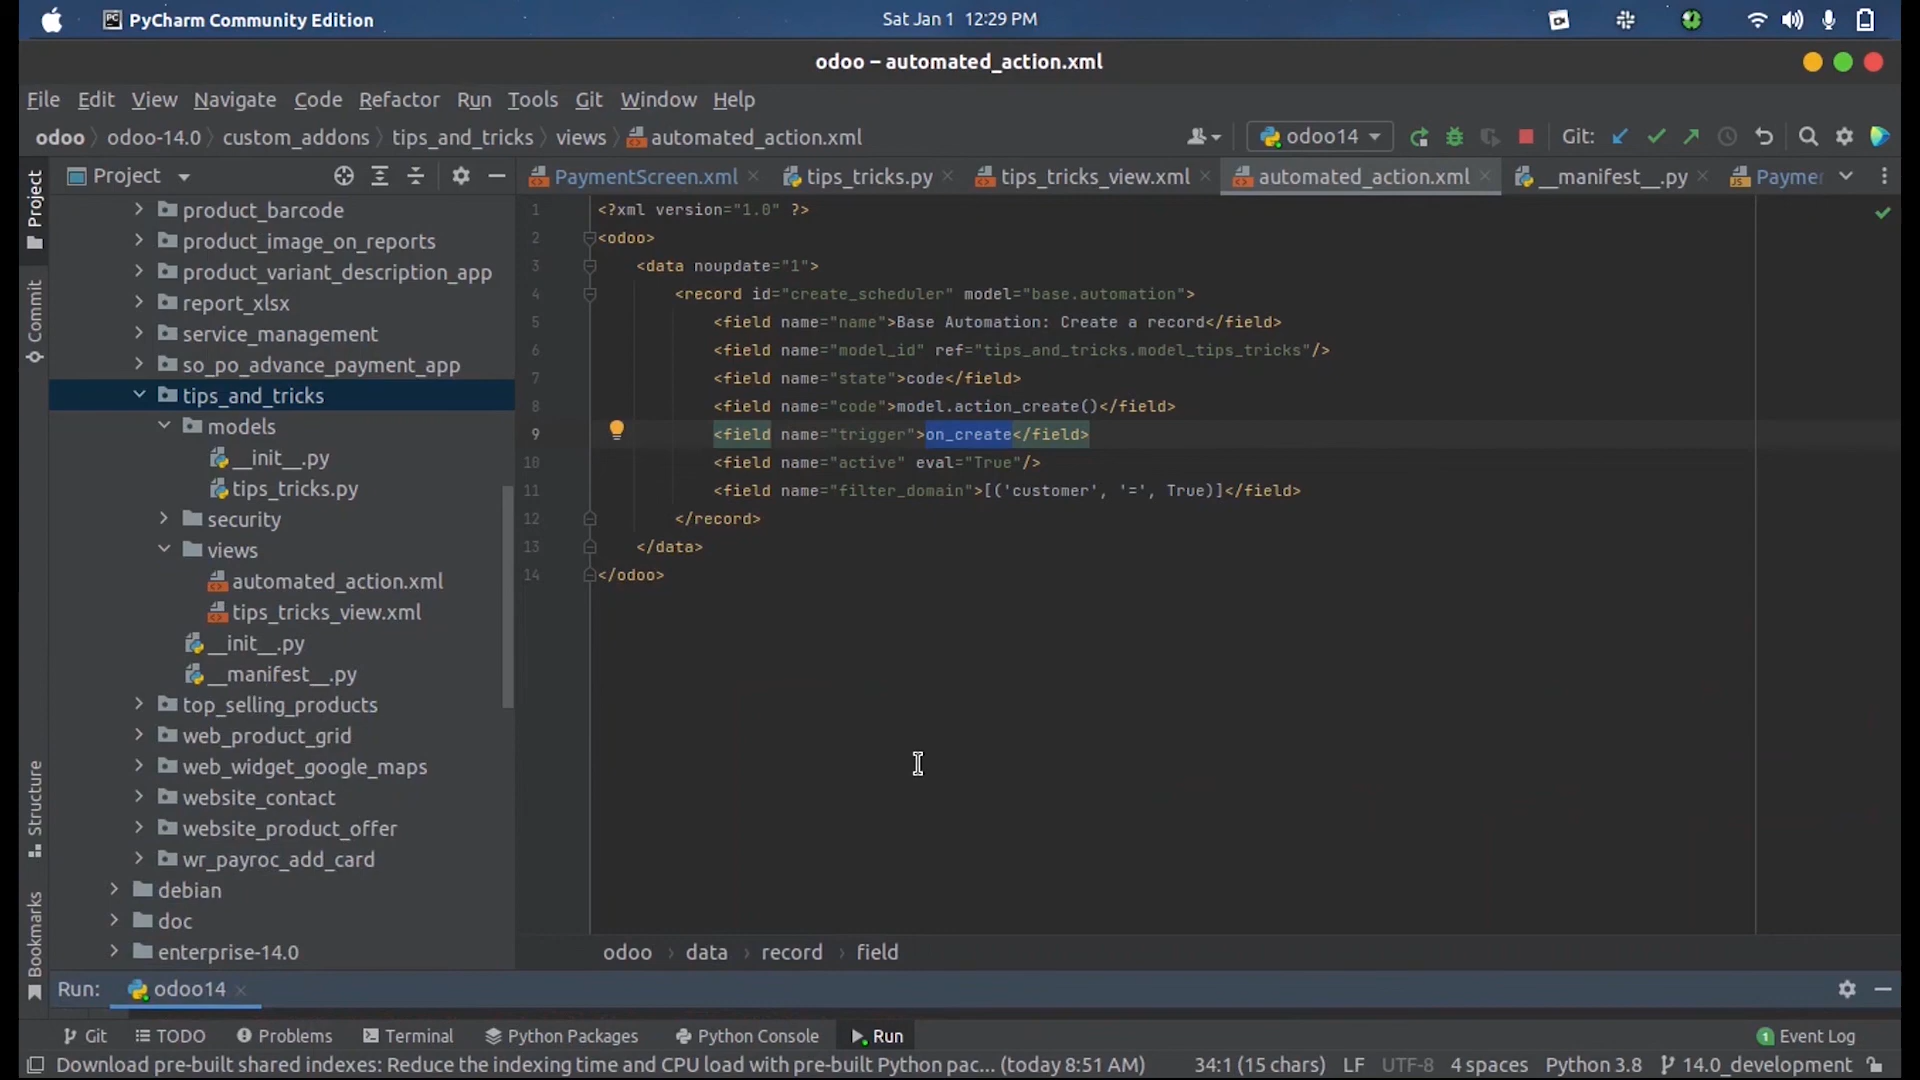 PyCharm Community Edition
Sat Jan 1 12:29 PM
odoo – automated_action.xml
File Edit View Navigate Code Refactor Run Tools Git Window Help
odoo odoo-14.0 custom_addons tips_and_tricks views automated_action.xml
odoo14
Git:
Project
PaymentScreen.xml
tips_tricks.py
tips_tricks_view.xml
automated_action.xml
__manifest__.py
Payme
Project
Commit
Structure
Bookmarks
product_barcode
product_image_on_reports
product_variant_description_app
report_xlsx
service_management
so_po_advance_payment_app
tips_and_tricks
models
__init__.py
tips_tricks.py
security
views
automated_action.xml
tips_tricks_view.xml
__init__.py
__manifest__.py
top_selling_products
web_product_grid
web_widget_google_maps
website_contact
website_product_offer
wr_payroc_add_card
debian
doc
enterprise-14.0
1 <?xml version="1.0" ?>
2 <odoo>
3 <data noupdate="1">
4 <record id="create_scheduler" model="base.automation">
5 <field name="name">Base Automation: Create a record</field>
6 <field name="model_id" ref="tips_and_tricks.model_tips_tricks"/>
7 <field name="state">code</field>
8 <field name="code">model.action_create()</field>
9 <field name="trigger">on_create</field>
10 <field name="active" eval="True"/>
11 <field name="filter_domain">[('customer', '=', True)]</field>
12 </record>
13 </data>
14 </odoo>
odoo data record field
Run: odoo14
Git TODO Problems Terminal Python Packages Python Console Run
1 Event Log
Download pre-built shared indexes: Reduce the indexing time and CPU load with pre-built Python pac... (today 8:51 AM)
34:1 (15 chars) LF UTF-8 4 spaces Python 3.8 14.0_development